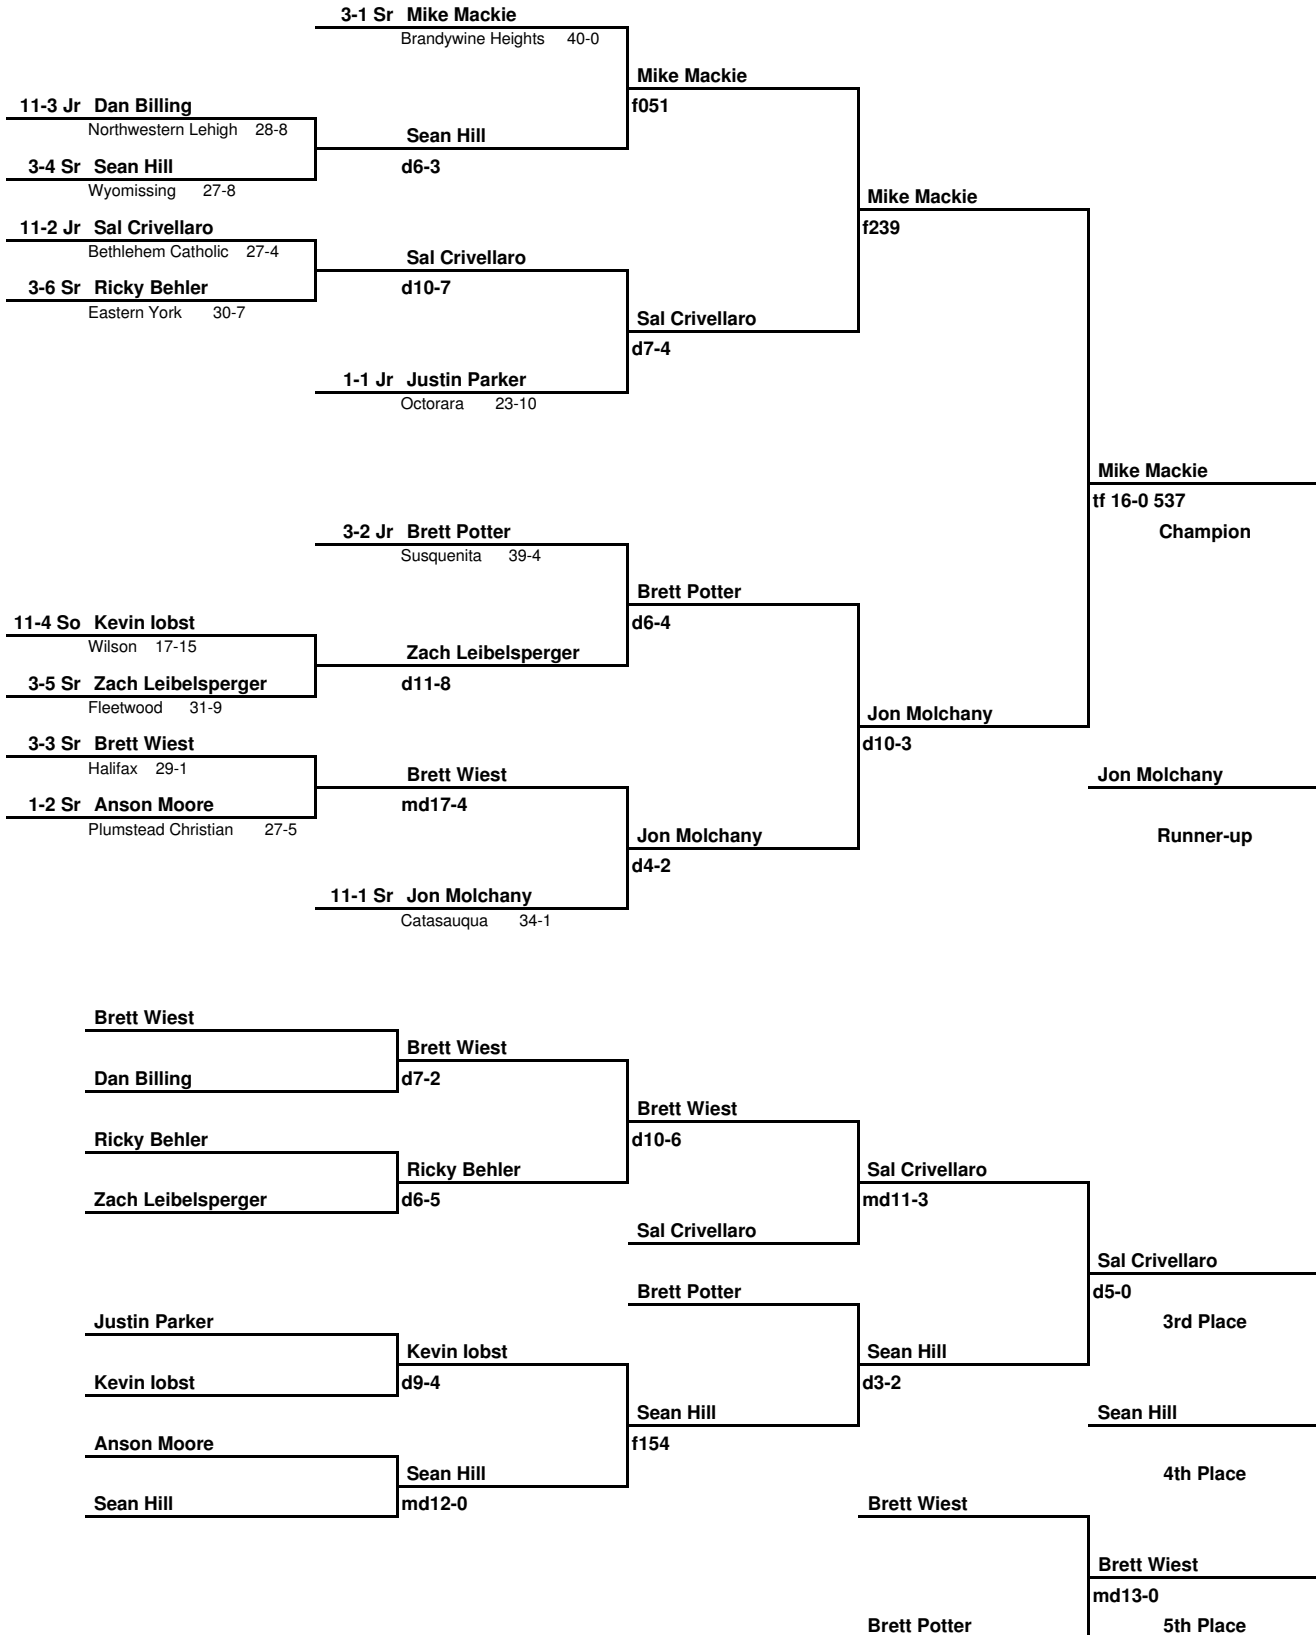 3-1 Sr Mike Mackie
Brandywine Heights 40-0
Mike Mackie
11-3 Jr Dan Billing
f051
Northwestern Lehigh 28-8
Sean Hill
3-4 Sr Sean Hill
d6-3
Wyomissing 27-8
Mike Mackie
11-2 Jr Sal Crivellaro
f239
Bethlehem Catholic 27-4
Sal Crivellaro
3-6 Sr Ricky Behler
d10-7
Eastern York 30-7
Sal Crivellaro
d7-4
1-1 Jr Justin Parker
Octorara 23-10
Mike Mackie
tf 16-0 537
3-2 Jr Brett Potter
Champion
Susquenita 39-4
Brett Potter
11-4 So Kevin Iobst
d6-4
Wilson 17-15
Zach Leibelsperger
3-5 Sr Zach Leibelsperger
d11-8
Fleetwood 31-9
Jon Molchany
3-3 Sr Brett Wiest
d10-3
Halifax 29-1
Brett Wiest
Jon Molchany
1-2 Sr Anson Moore
md17-4
Plumstead Christian 27-5
Jon Molchany
Runner-up
d4-2
11-1 Sr Jon Molchany
Catasauqua 34-1
Brett Wiest
Brett Wiest
Dan Billing
d7-2
Brett Wiest
Ricky Behler
d10-6
Ricky Behler
Sal Crivellaro
Zach Leibelsperger
d6-5
md11-3
Sal Crivellaro
Sal Crivellaro
Brett Potter
d5-0
Justin Parker
3rd Place
Kevin Iobst
Sean Hill
Kevin Iobst
d9-4
d3-2
Sean Hill
Sean Hill
Anson Moore
f154
Sean Hill
4th Place
Sean Hill
md12-0
Brett Wiest
Brett Wiest
md13-0
Brett Potter
5th Place